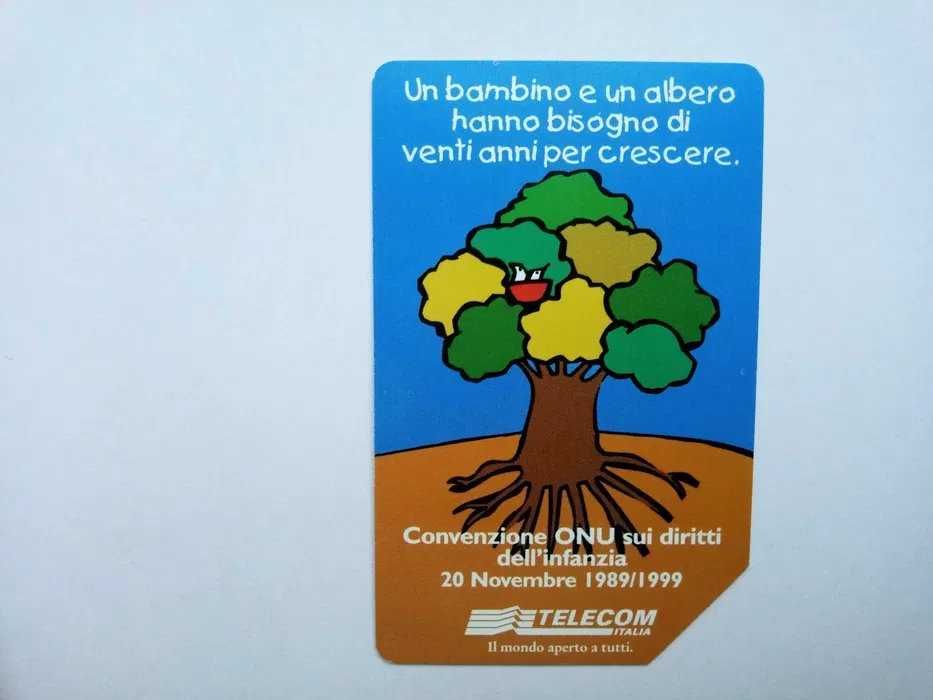 Un bambino e un albero
hanno bisogno di
venti anni per crescere.
Convenzione ONU sui diritti
dell'infanzia
20 Novembre 1989/1999
TELECOM
ITALIA
Il mondo aperto a tutti.